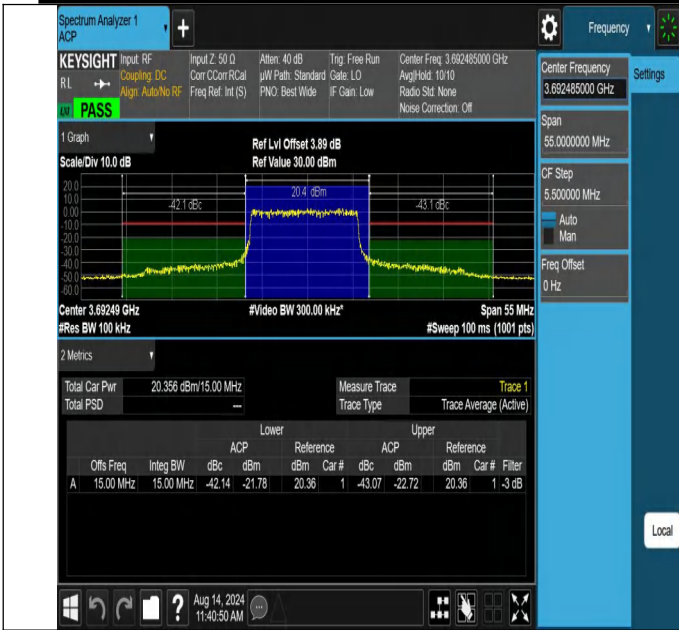 Spectrum Analyzer 1
ACP
Frequency
KEYSIGHT
RL
PASS
Input: RF
Coupling: DC
Align: Auto/No RF
Input Z: 50 Ω
Corr CCorr RCal
Freq Ref: Int (S)
Atten: 40 dB
µW Path: Standard
PNO: Best Wide
Trig: Free Run
Gate: LO
IF Gain: Low
Center Freq: 3.692485000 GHz
Avg|Hold: 10/10
Radio Std: None
Noise Correction: Off
Center Frequency
3.692485000 GHz
Settings
Span
55.0000000 MHz
CF Step
5.500000 MHz
Auto
Man
Freq Offset
0 Hz
1 Graph
Scale/Div 10.0 dB
Ref Lvl Offset 3.89 dB
Ref Value 30.00 dBm
20.0
10.0
0.00
-10.0
-20.0
-30.0
-40.0
-50.0
-60.0
-42.1 dBc
20.4 dBm
-43.1 dBc
Center 3.69249 GHz
#Video BW 300.00 kHz*
Span 55 MHz
#Res BW 100 kHz
#Sweep 100 ms (1001 pts)
2 Metrics
Total Car Pwr 20.356 dBm/15.00 MHz
Total PSD ---
Measure Trace Trace 1
Trace Type Trace Average (Active)
Lower Upper
ACP Reference ACP Reference
Offs Freq Integ BW dBc dBm dBm Car # dBc dBm dBm Car # Filter
A 15.00 MHz 15.00 MHz -42.14 -21.78 20.36 1 -43.07 -22.72 20.36 1 -3 dB
Local
?
Aug 14, 2024
11:40:50 AM